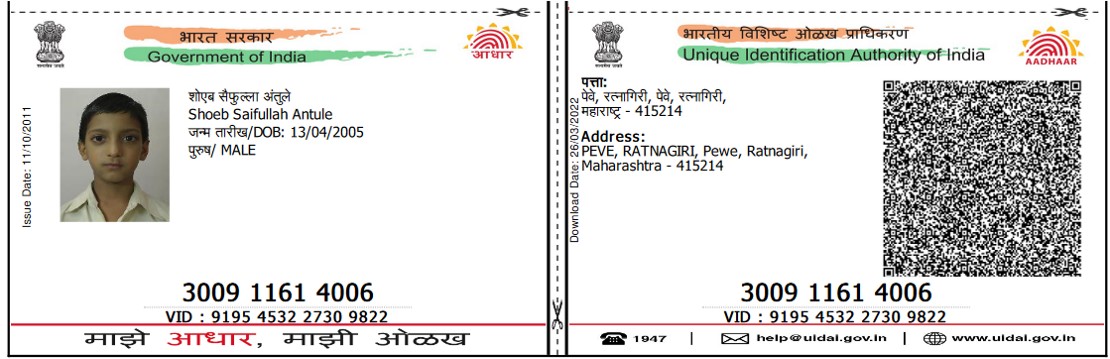 भारत सरकार
Government of India
आधार
Issue Date: 11/10/2011
शोएब सैफुल्ला अंतुले
Shoeb Saifullah Antule
जन्म तारीख/DOB: 13/04/2005
पुरुष/ MALE
3009 1161 4006
VID : 9195 4532 2730 9822
माझे आधार, माझी ओळख
भारतीय विशिष्ट ओळख प्राधिकरण
Unique Identification Authority of India
AADHAAR
Download Date: 26/03/2022
पत्ता:
पेवे, रत्नागिरी, पेवे, रत्नागिरी,
महाराष्ट्र - 415214
Address:
PEVE, RATNAGIRI, Pewe, Ratnagiri,
Maharashtra - 415214
3009 1161 4006
VID : 9195 4532 2730 9822
1947 | help@uidai.gov.in | www.uidai.gov.in